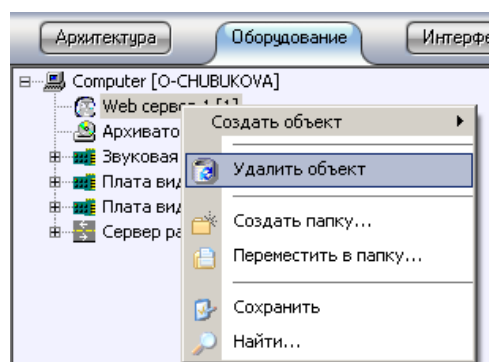 Архитектура
Оборудование
Интерфе
Computer [O-CHUBUKOVA]
Web сервер 1 [1]
Архивато
Звуковая
Плата вид
Плата вид
Сервер ра
Создать объект
Удалить объект
Создать папку...
Переместить в папку...
Сохранить
Найти...